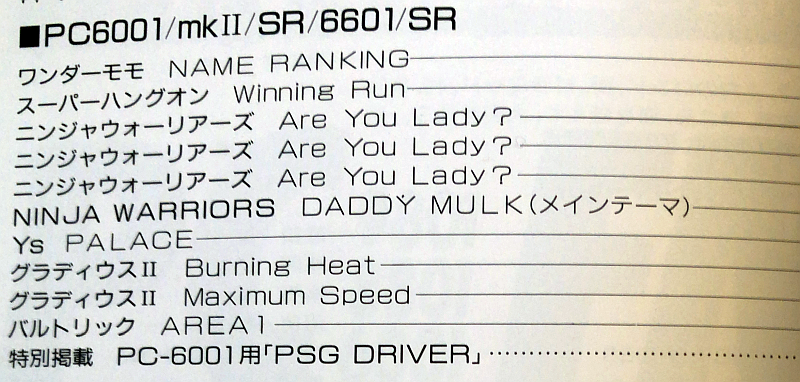 ■PC6001/mkII/SR/6601/SR
ワンダーモモ NAME RANKING
スーパーハングオン Winning Run
ニンジャウォーリアーズ Are You Lady?
ニンジャウォーリアーズ Are You Lady?
ニンジャウォーリアーズ Are You Lady?
NINJA WARRIORS DADDY MULK(メインテーマ)
Ys PALACE
グラディウスII Burning Heat
グラディウスII Maximum Speed
バルトリック AREA1
特別掲載 PC-6001用「PSG DRIVER」